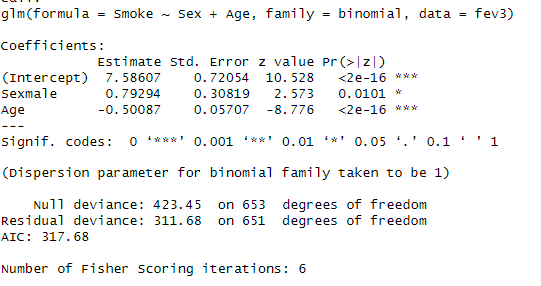 glm(formula = Smoke ~ Sex + Age, family = binomial, data = fev3)
Coefficients:
Estimate Std. Error z value Pr(>|z|)
(Intercept) 7.58607 0.72054 10.528 <2e-16 ***
Sexmale 0.79294 0.30819 2.573 0.0101 *
Age -0.50087 0.05707 -8.776 <2e-16 ***
---
Signif. codes: 0 ‘***’ 0.001 ‘**’ 0.01 ‘*’ 0.05 ‘.’ 0.1 ‘ ’ 1
(Dispersion parameter for binomial family taken to be 1)
Null deviance: 423.45 on 653 degrees of freedom
Residual deviance: 311.68 on 651 degrees of freedom
AIC: 317.68
Number of Fisher Scoring iterations: 6